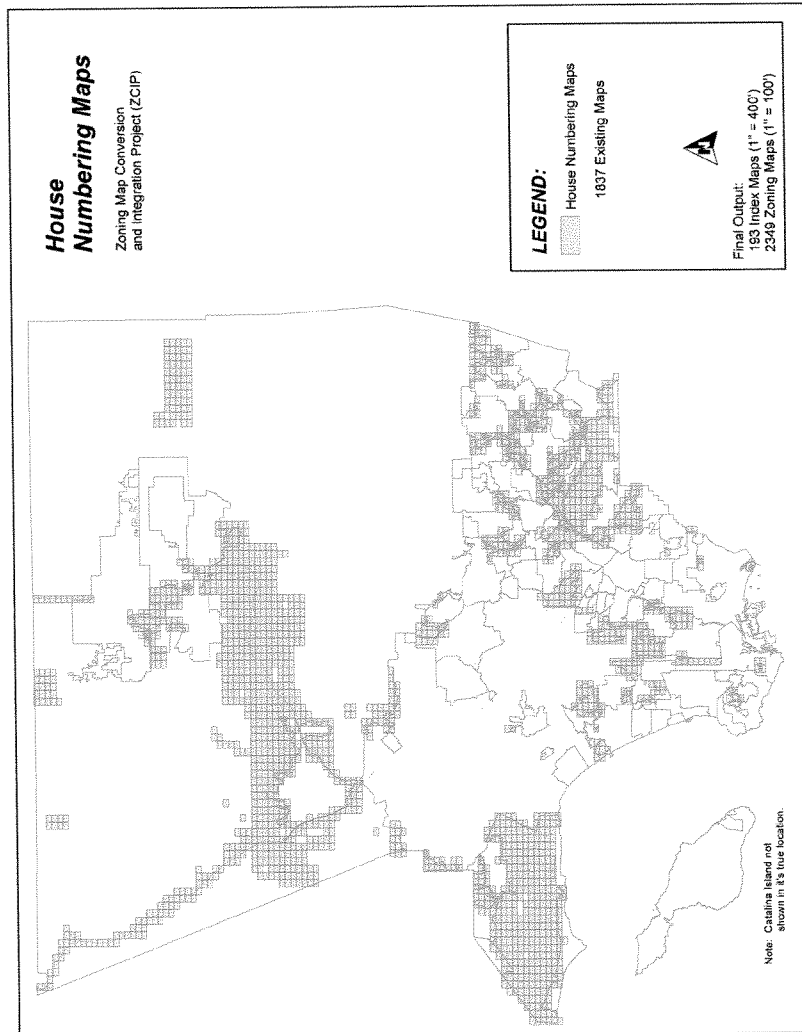 House
Numbering Maps
Zoning Map Conversion
and Integration Project (ZCIP)
LEGEND:
House Numbering Maps
1837 Existing Maps
Final Output:
193 Index Maps (1" = 400')
2349 Zoning Maps (1" = 100')
Note: Catalina Island not
shown in it's true location.